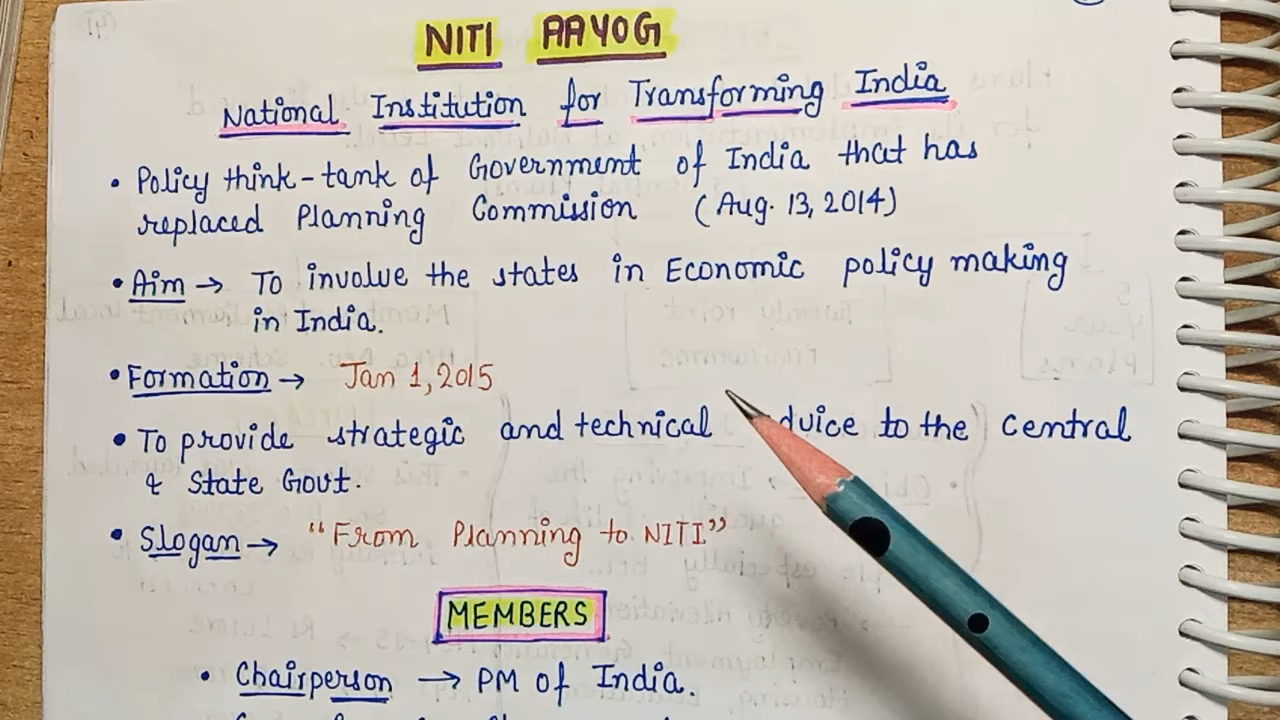 NITI AAYOG
National Institution for Transforming India
• Policy think-tank of Government of India that has
replaced Planning Commission (Aug. 13, 2014)
• Aim → To involve the states in Economic policy making
in India.
• Formation → Jan 1, 2015
• To provide strategic and technical dvice to the central
& State Govt.
• Slogan → "From Planning to NITI"
MEMBERS
• Chairperson → PM of India.